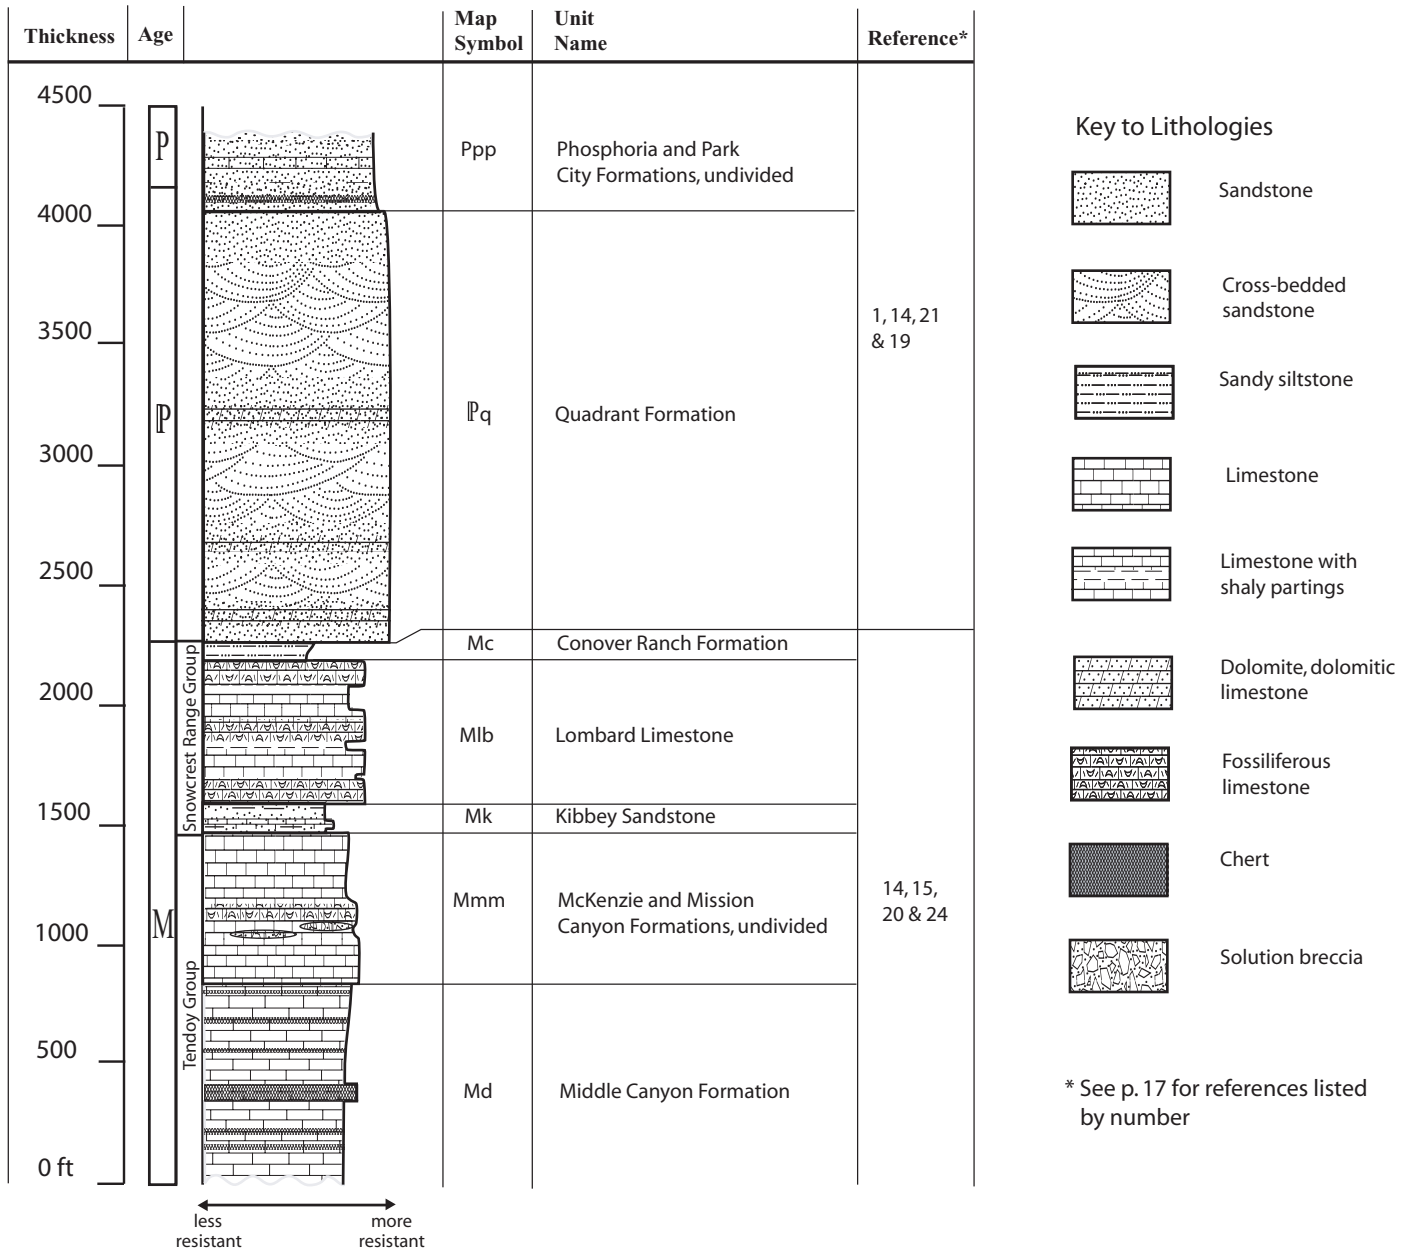 Thickness
Age
Map
Symbol
Unit
Name
Reference*
4500
4000
3500
3000
2500
2000
1500
1000
500
0 ft
P
ℙ
M
Snowcrest Range Group
Tendoy Group
Ppp
Phosphoria and Park
City Formations, undivided
ℙq
Quadrant Formation
1, 14, 21
& 19
Mc
Conover Ranch Formation
Mlb
Lombard Limestone
Mk
Kibbey Sandstone
Mmm
McKenzie and Mission
Canyon Formations, undivided
14, 15,
20 & 24
Md
Middle Canyon Formation
less
resistant
more
resistant
Key to Lithologies
Sandstone
Cross-bedded
sandstone
Sandy siltstone
Limestone
Limestone with
shaly partings
Dolomite, dolomitic
limestone
Fossiliferous
limestone
Chert
Solution breccia
* See p. 17 for references listed
by number